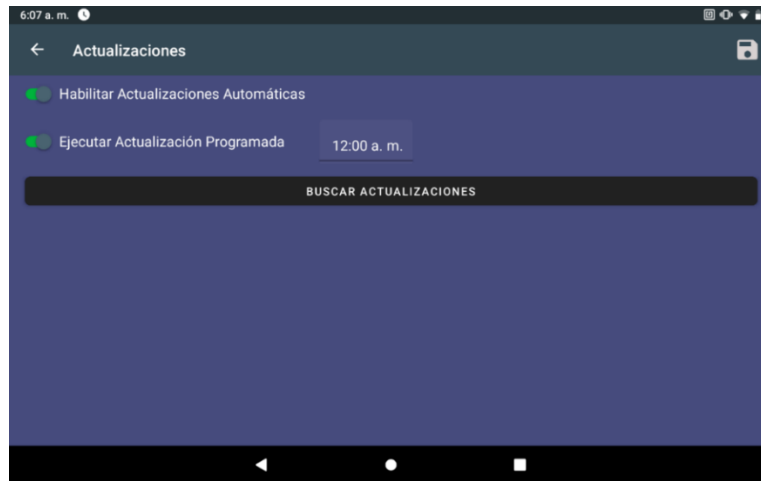 6:07 a. m.
Actualizaciones
Habilitar Actualizaciones Automáticas
Ejecutar Actualización Programada 12:00 a. m.
BUSCAR ACTUALIZACIONES